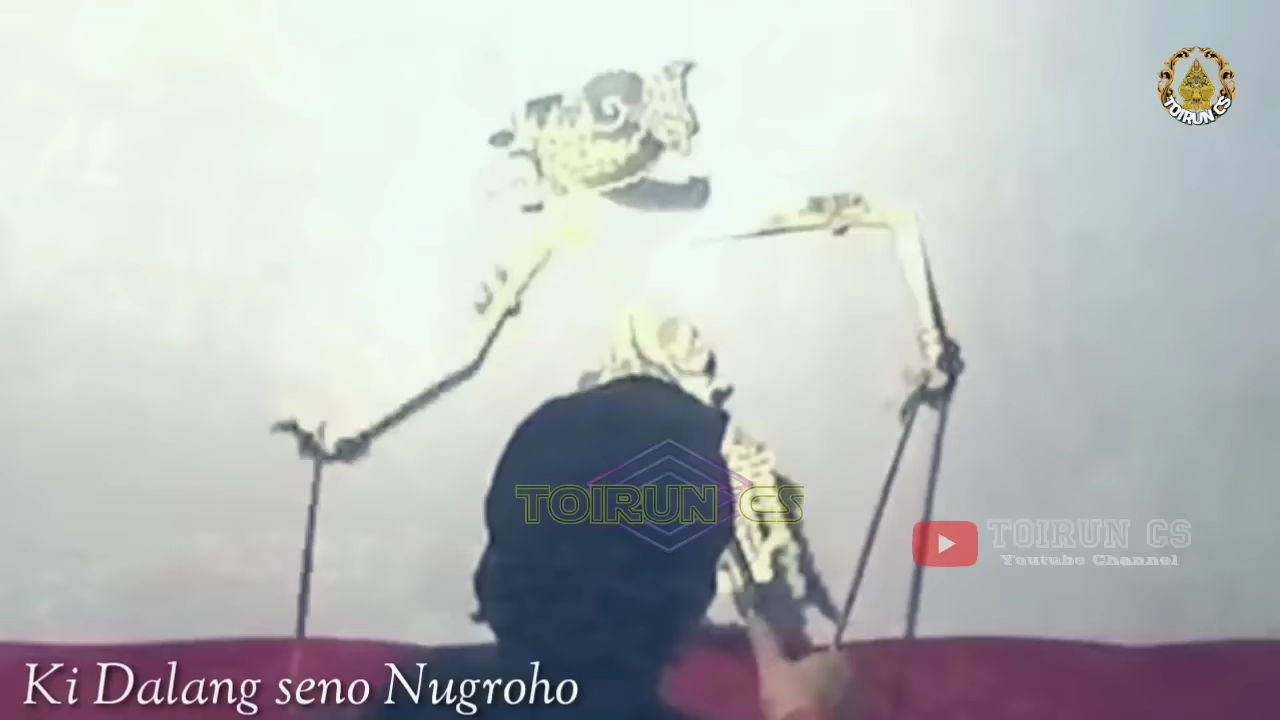 TOIRUN CS
TOIRUN CS
TOIRUN CS
Youtube Channel
Ki Dalang seno Nugroho